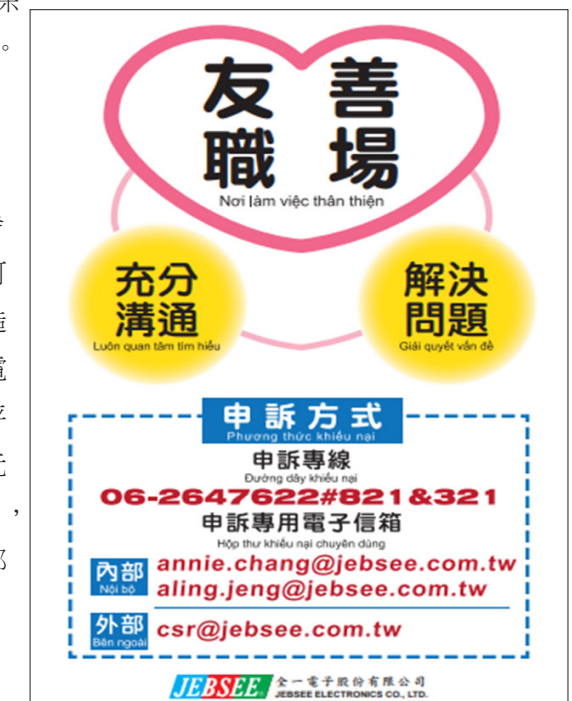 友善
職場
Nơi làm việc thân thiện
充分
溝通
Luôn quan tâm tìm hiểu
解決
問題
Giải quyết vấn đề
申訴方式
Phương thức khiếu nại
申訴專線
Đường dây khiếu nại
06-2647622#821&321
申訴專用電子信箱
Hộp thư khiếu nại chuyên dùng
內部
Nội bộ
annie.chang@jebsee.com.tw
aling.jeng@jebsee.com.tw
外部
Bên ngoài
csr@jebsee.com.tw
JEBSEE
全一電子股份有限公司
JEBSEE ELECTRONICS CO., LTD.